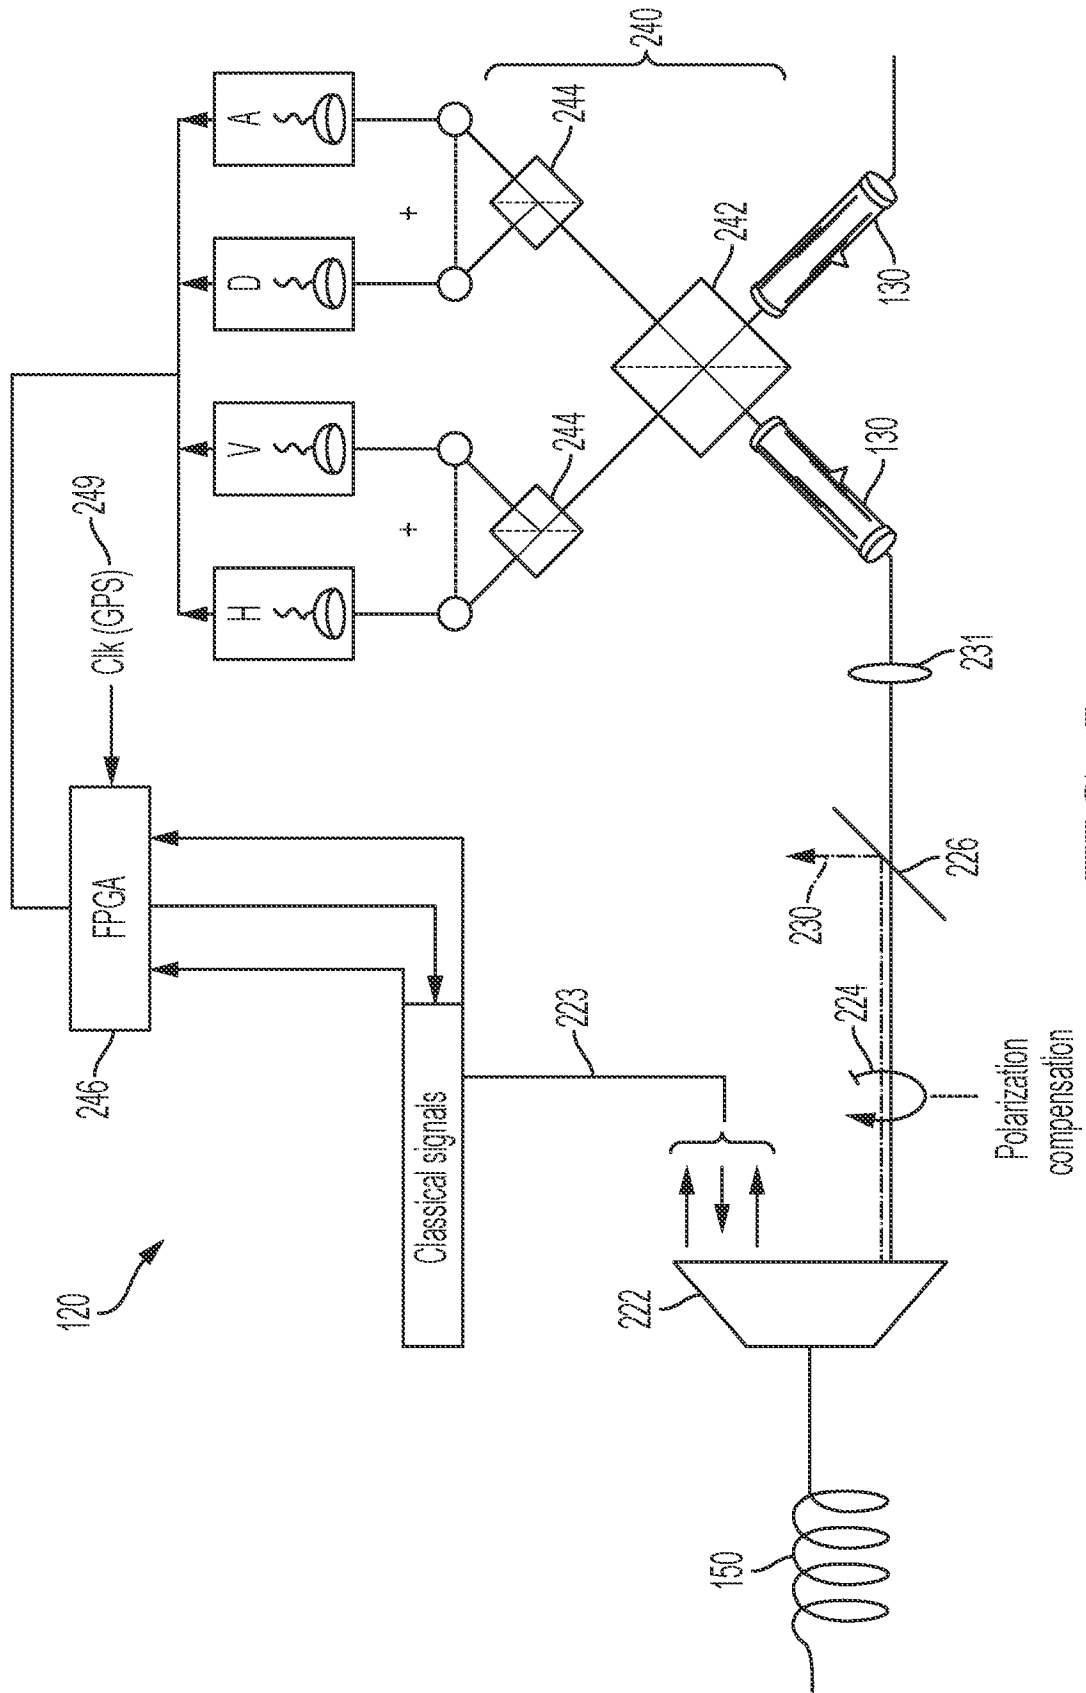 120
246
FPGA
Clk (GPS)
249
Classical signals
223
H
V
D
A
+
+
244
244
240
242
130
130
150
222
224
Polarization
compensation
230
226
231